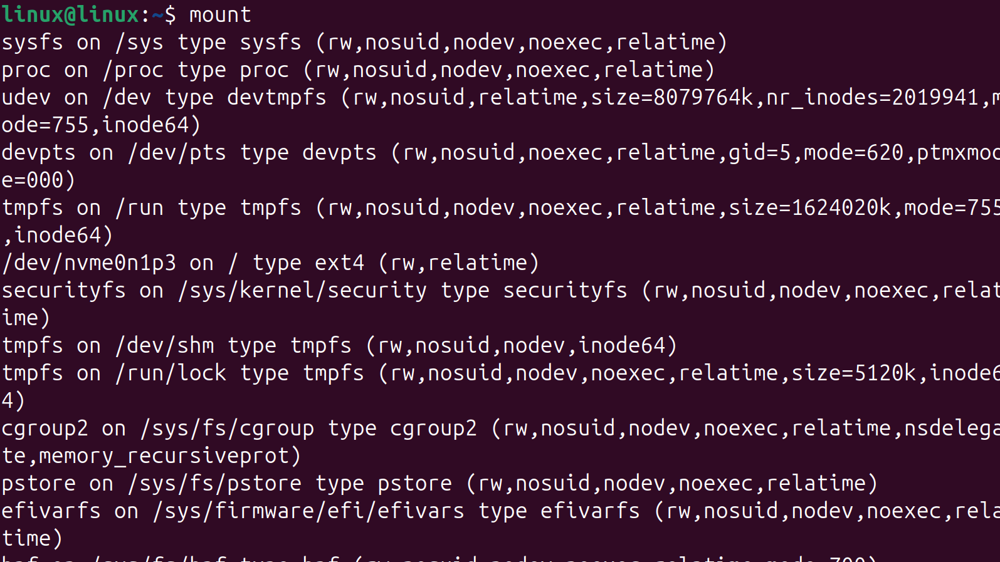 linux@linux:~$ mount
sysfs on /sys type sysfs (rw,nosuid,nodev,noexec,relatime)
proc on /proc type proc (rw,nosuid,nodev,noexec,relatime)
udev on /dev type devtmpfs (rw,nosuid,relatime,size=8079764k,nr_inodes=2019941,m
ode=755,inode64)
devpts on /dev/pts type devpts (rw,nosuid,noexec,relatime,gid=5,mode=620,ptmxmod
e=000)
tmpfs on /run type tmpfs (rw,nosuid,nodev,noexec,relatime,size=1624020k,mode=755
,inode64)
/dev/nvme0n1p3 on / type ext4 (rw,relatime)
securityfs on /sys/kernel/security type securityfs (rw,nosuid,nodev,noexec,relat
ime)
tmpfs on /dev/shm type tmpfs (rw,nosuid,nodev,inode64)
tmpfs on /run/lock type tmpfs (rw,nosuid,nodev,noexec,relatime,size=5120k,inode6
4)
cgroup2 on /sys/fs/cgroup type cgroup2 (rw,nosuid,nodev,noexec,relatime,nsdelega
te,memory_recursiveprot)
pstore on /sys/fs/pstore type pstore (rw,nosuid,nodev,noexec,relatime)
efivarfs on /sys/firmware/efi/efivars type efivarfs (rw,nosuid,nodev,noexec,rela
time)